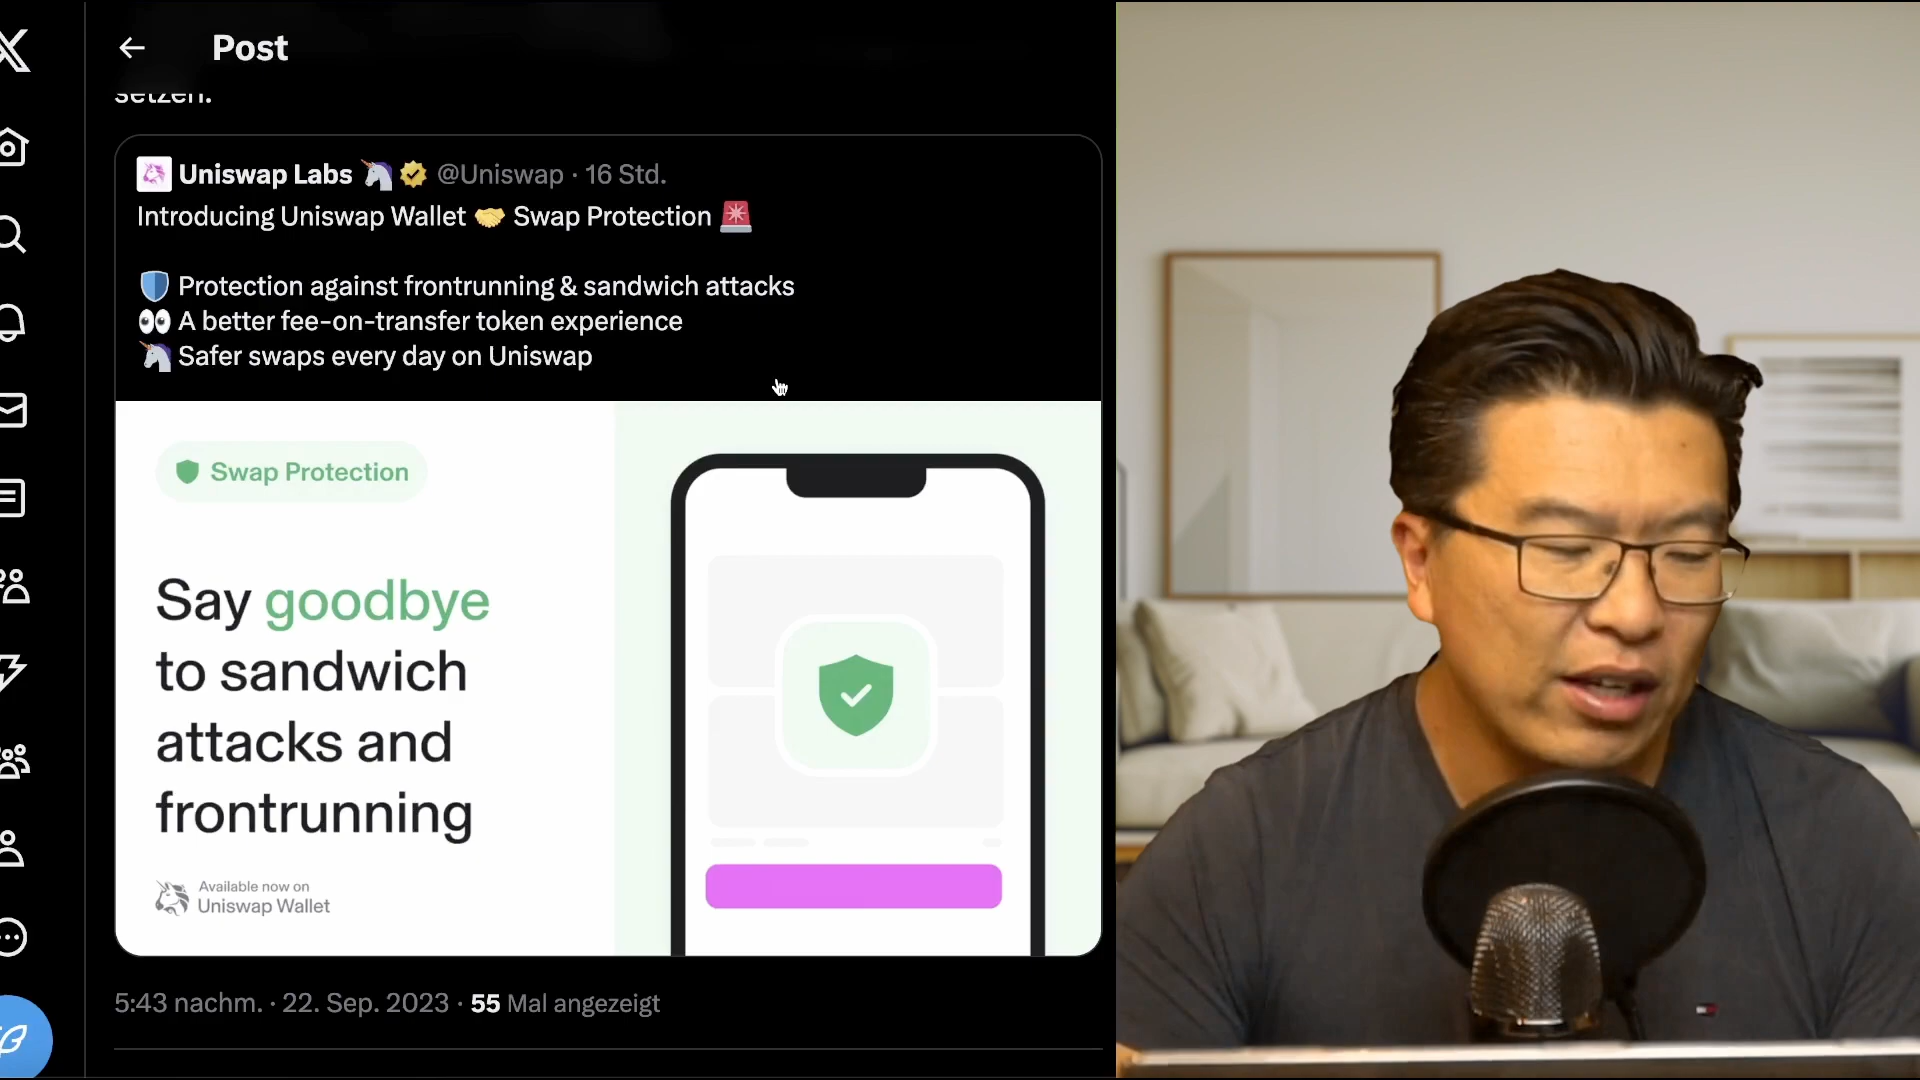 Post
setzen.
Uniswap Labs 🦄 @Uniswap · 16 Std.
Introducing Uniswap Wallet 🤝 Swap Protection 🚨
🛡️ Protection against frontrunning & sandwich attacks
👀 A better fee-on-transfer token experience
🦄 Safer swaps every day on Uniswap
Swap Protection
Say goodbye
to sandwich
attacks and
frontrunning
Available now on
Uniswap Wallet
5:43 nachm. · 22. Sep. 2023 · 55 Mal angezeigt